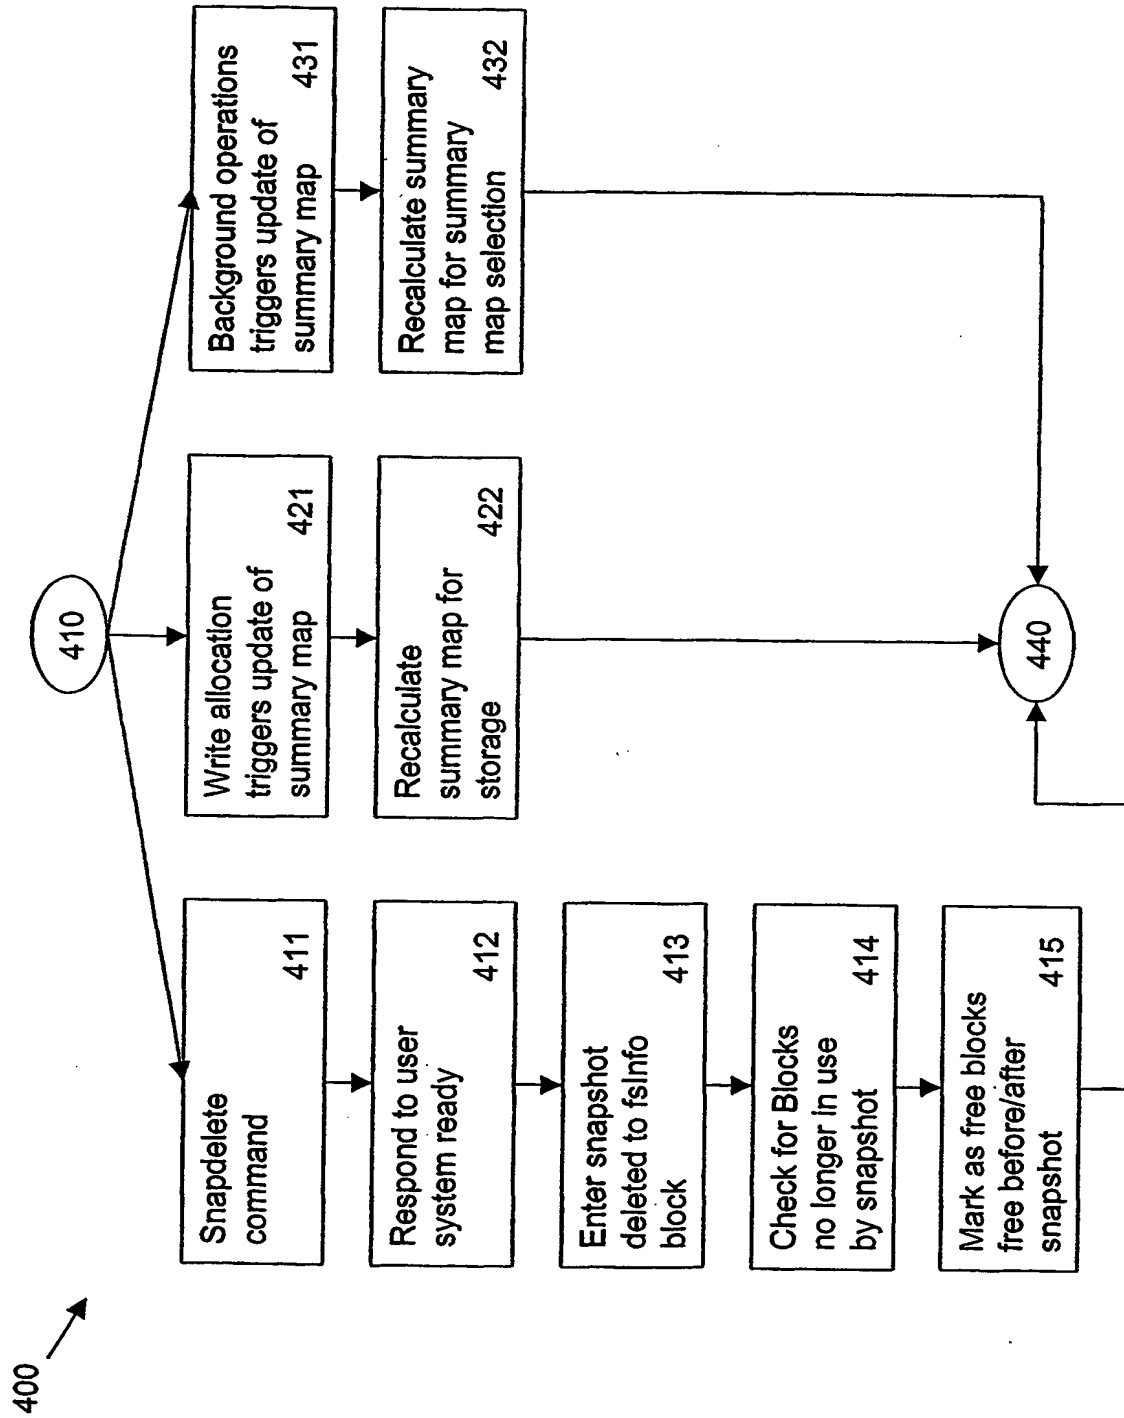 400
410
Snapdelete
command
411
Respond to user
system ready
412
Enter snapshot
deleted to fsInfo
block
413
Check for Blocks
no longer in use
by snapshot
414
Mark as free blocks
free before/after
snapshot
415
Write allocation
triggers update of
summary map
421
Recalculate
summary map for
storage
422
Background operations
triggers update of
summary map
431
Recalculate summary
map for summary
map selection
432
440